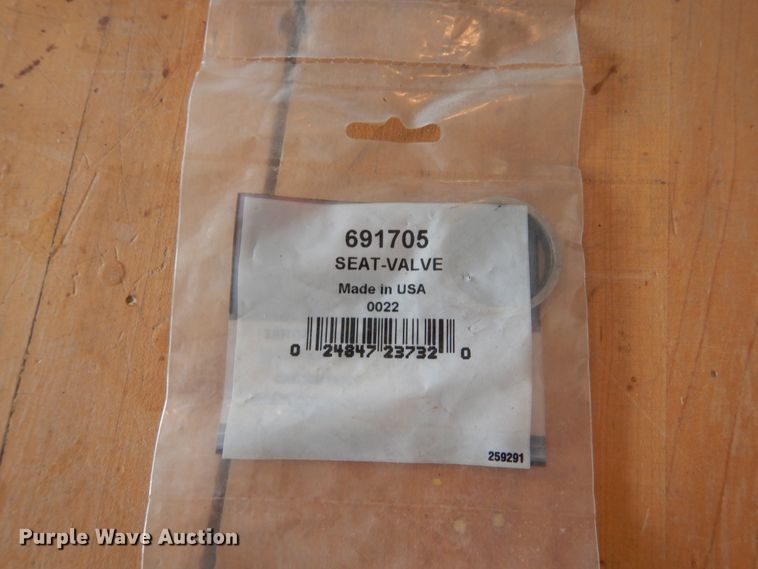 691705
SEAT-VALVE
Made in USA
0022
0 24847 23732 0
259291
Purple Wave Auction